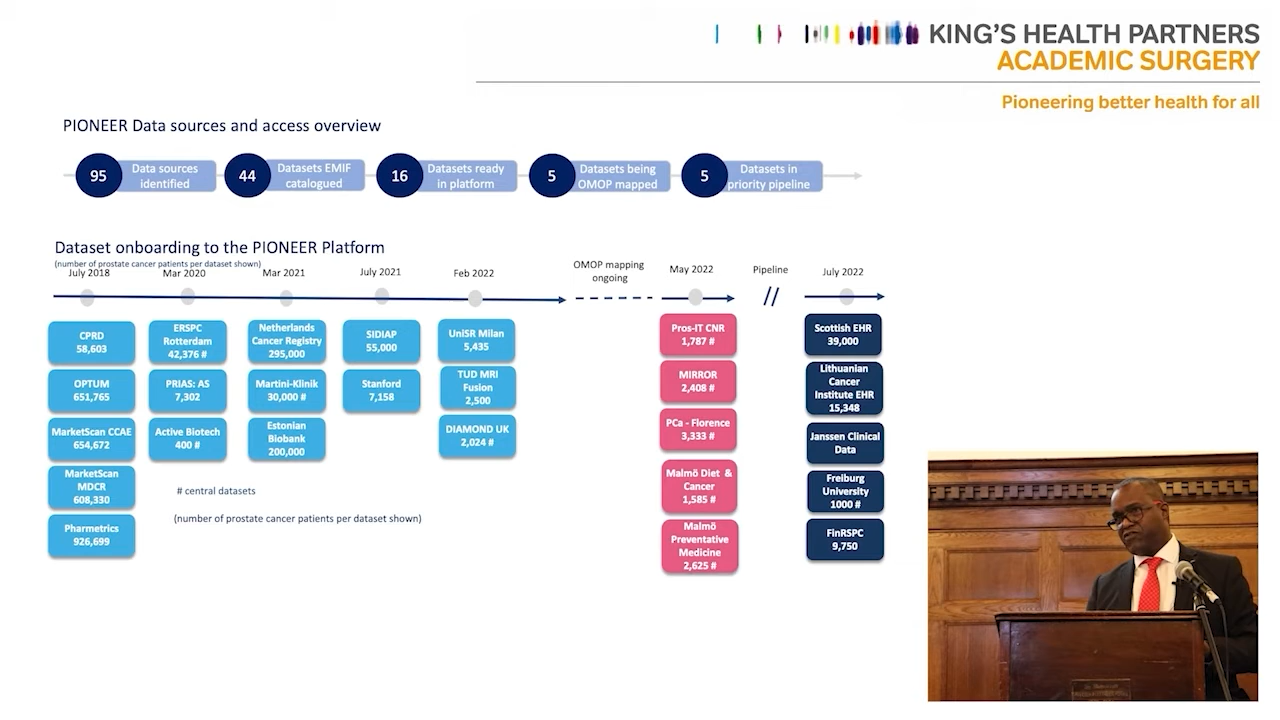 KING'S HEALTH PARTNERS
ACADEMIC SURGERY
Pioneering better health for all
PIONEER Data sources and access overview
95
Data sources
identified
44
Datasets EMIF
catalogued
16
Datasets ready
in platform
5
Datasets being
OMOP mapped
5
Datasets in
priority pipeline
Dataset onboarding to the PIONEER Platform
(number of prostate cancer patients per dataset shown)
July 2018
Mar 2020
Mar 2021
July 2021
Feb 2022
OMOP mapping
ongoing
May 2022
Pipeline
//
July 2022
CPRD
58,603
OPTUM
651,765
MarketScan CCAE
654,672
MarketScan
MDCR
608,330
Pharmetrics
926,699
ERSPC
Rotterdam
42,376 #
PRIAS: AS
7,302
Active Biotech
400 #
Netherlands
Cancer Registry
295,000
Martini-Klinik
30,000 #
Estonian
Biobank
200,000
SIDIAP
55,000
Stanford
7,158
UniSR Milan
5,435
TUD MRI
Fusion
2,500
DIAMOND UK
2,024 #
Pros-IT CNR
1,787 #
MIRROR
2,408 #
PCa - Florence
3,333 #
Malmö Diet &
Cancer
1,585 #
Malmö
Preventative
Medicine
2,625 #
Scottish EHR
39,000
Lithuanian
Cancer
Institute EHR
15,348
Janssen Clinical
Data
Freiburg
University
1000 #
FinRSPC
9,750
# central datasets
(number of prostate cancer patients per dataset shown)